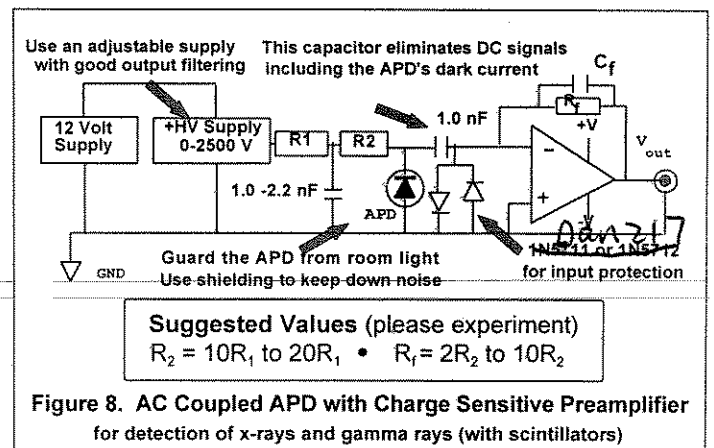 Use an adjustable supply
with good output filtering
This capacitor eliminates DC signals
including the APD's dark current
Cf
Rf
1.0 nF
+V
12 Volt
Supply
+HV Supply
0-2500 V
R1
R2
−
Vout
1.0 -2.2 nF
+
APD
Dan 217
1N5711 or 1N5712
for input protection
Guard the APD from room light
Use shielding to keep down noise
GND
Suggested Values (please experiment)
R2 = 10R1 to 20R1 • Rf = 2R2 to 10R2
Figure 8. AC Coupled APD with Charge Sensitive Preamplifier
for detection of x-rays and gamma rays (with scintillators)